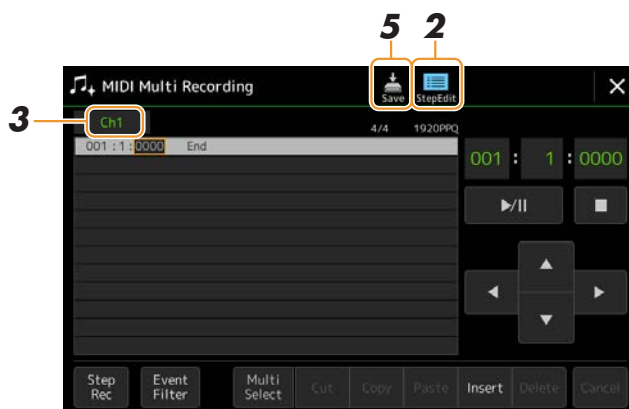 5 2
MIDI Multi Recording
Save
StepEdit
3
Ch1
4/4 1920PPQ
001 : 1 : 0000 End
001 : 1 : 0000
Step
Rec
Event
Filter
Multi
Select
Cut
Copy
Paste
Insert
Delete
Cancel